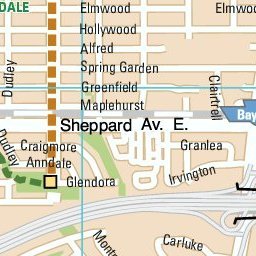 DALE
Elmwood
Elmwood
Hollywood
Alfred
Dudley
Spring Garden
Greenfield
Clairtrell
Maplehurst
Bay
Sheppard Av. E.
Dudley
Craigmore
Granlea
Anndale
Glendora
Irvington
Carluke